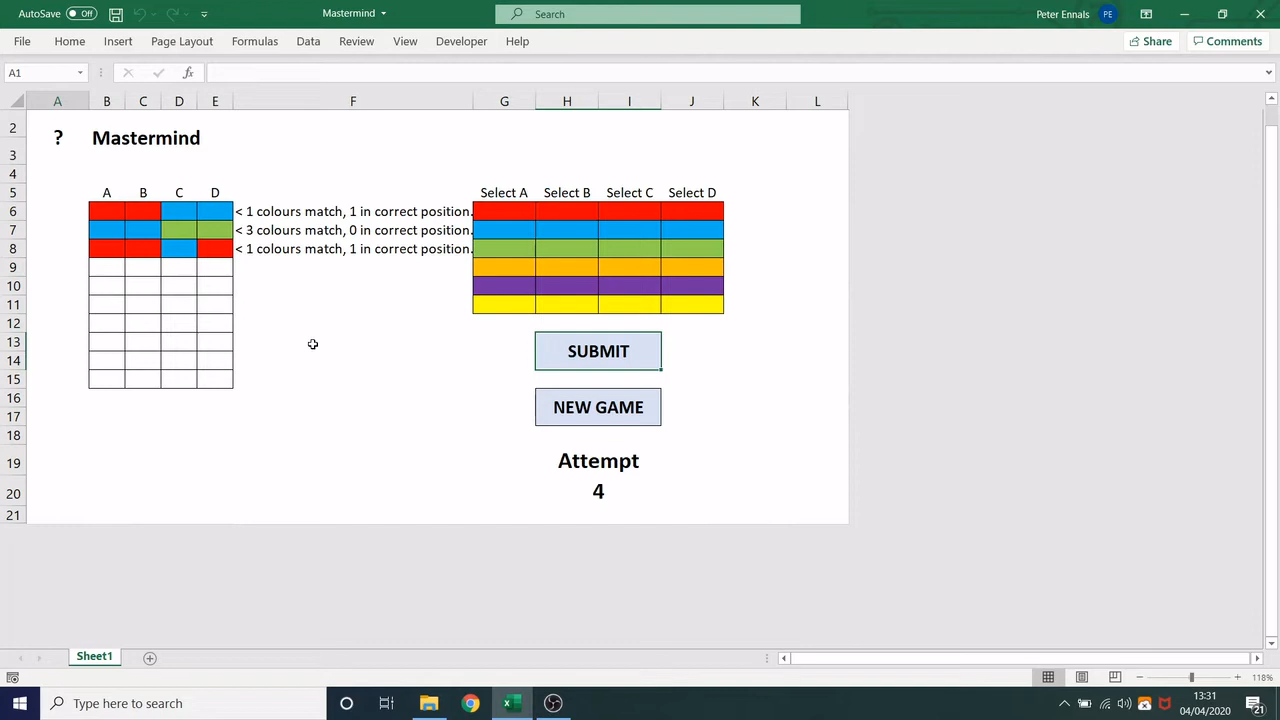 AutoSave Off Mastermind Search Peter Ennals PE
File Home Insert Page Layout Formulas Data Review View Developer Help Share Comments
A1 fx
A B C D E F G H I J K L
2 ? Mastermind
3
4
5 A B C D Select A Select B Select C Select D
6 < 1 colours match, 1 in correct position.
7 < 3 colours match, 0 in correct position.
8 < 1 colours match, 1 in correct position.
9
10
11
12
13 SUBMIT
14
15
16 NEW GAME
17
18
19 Attempt
20 4
21
Sheet1
118%
Type here to search 13:31
04/04/2020 21